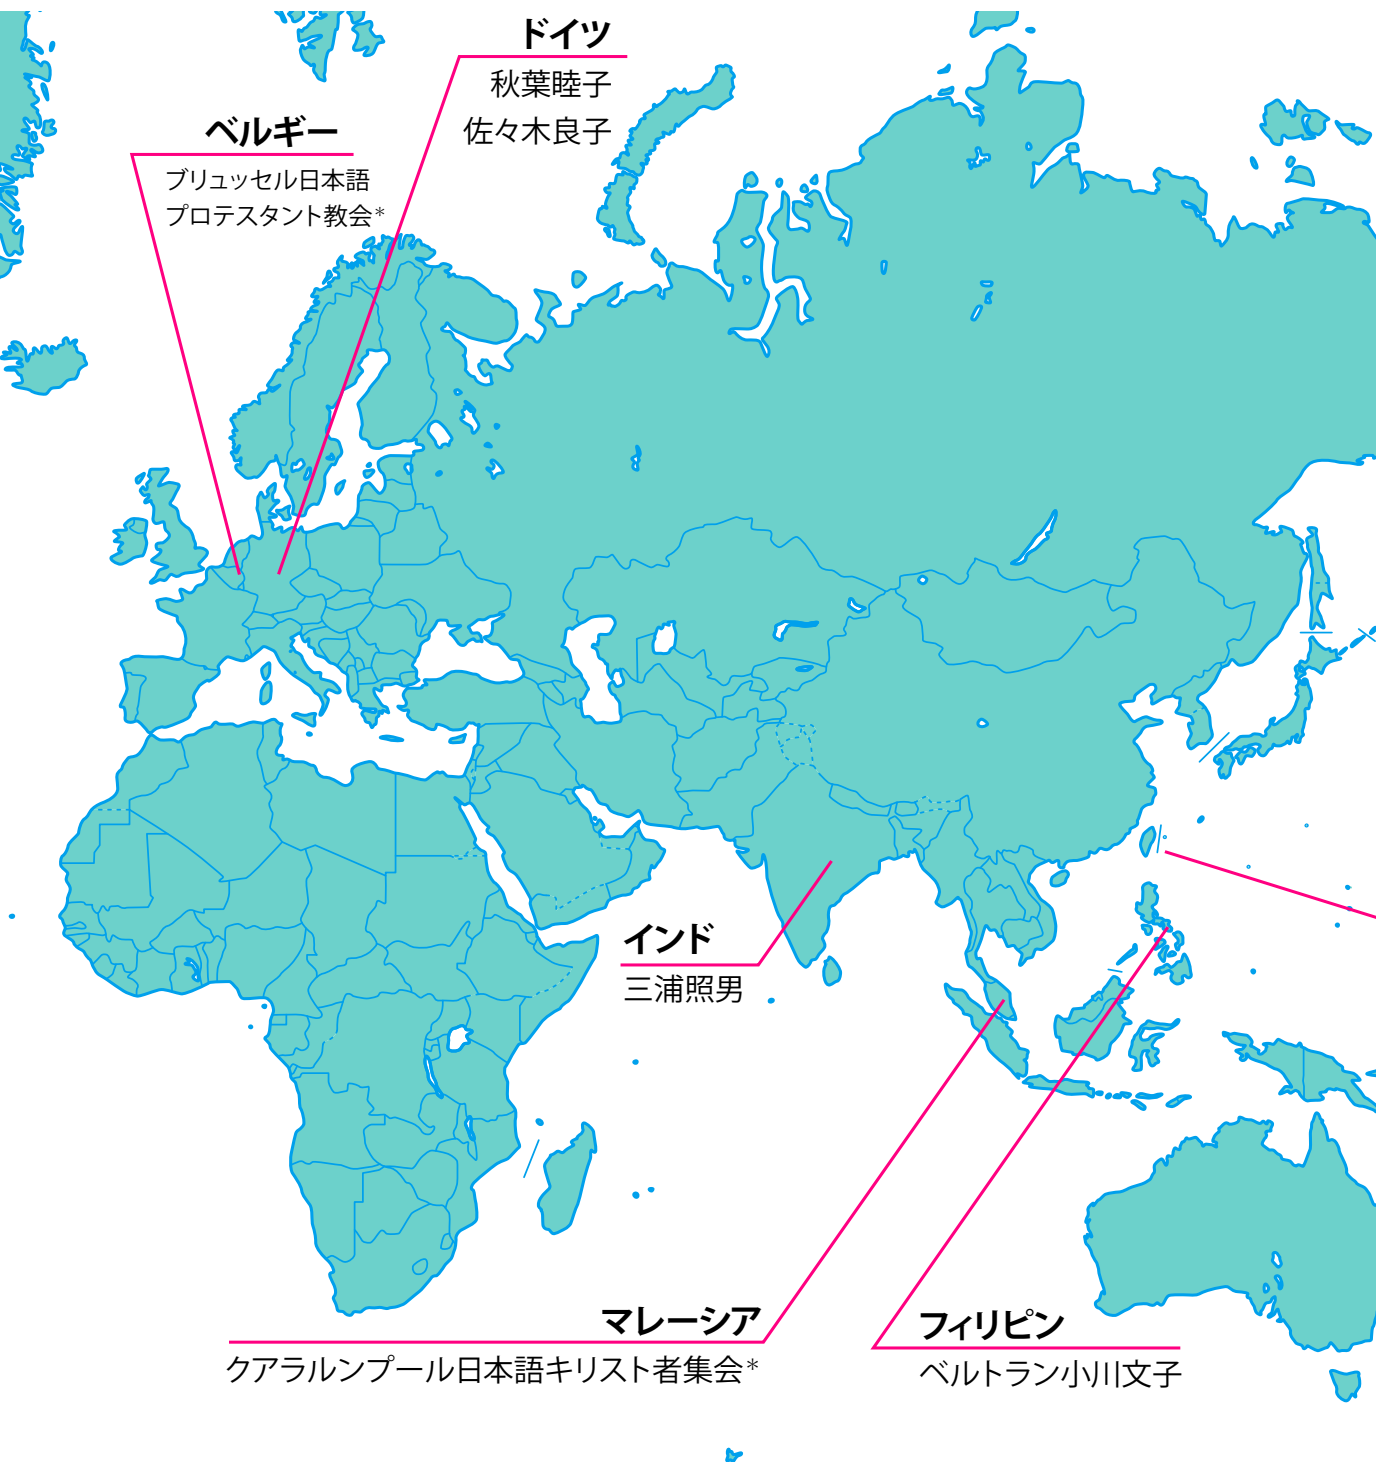 ドイツ
秋葉睦子
佐々木良子
ベルギー
ブリュッセル日本語
プロテスタント教会*
インド
三浦照男
マレーシア
クアラルンプール日本語キリスト者集会*
フィリピン
ベルトラン小川文子